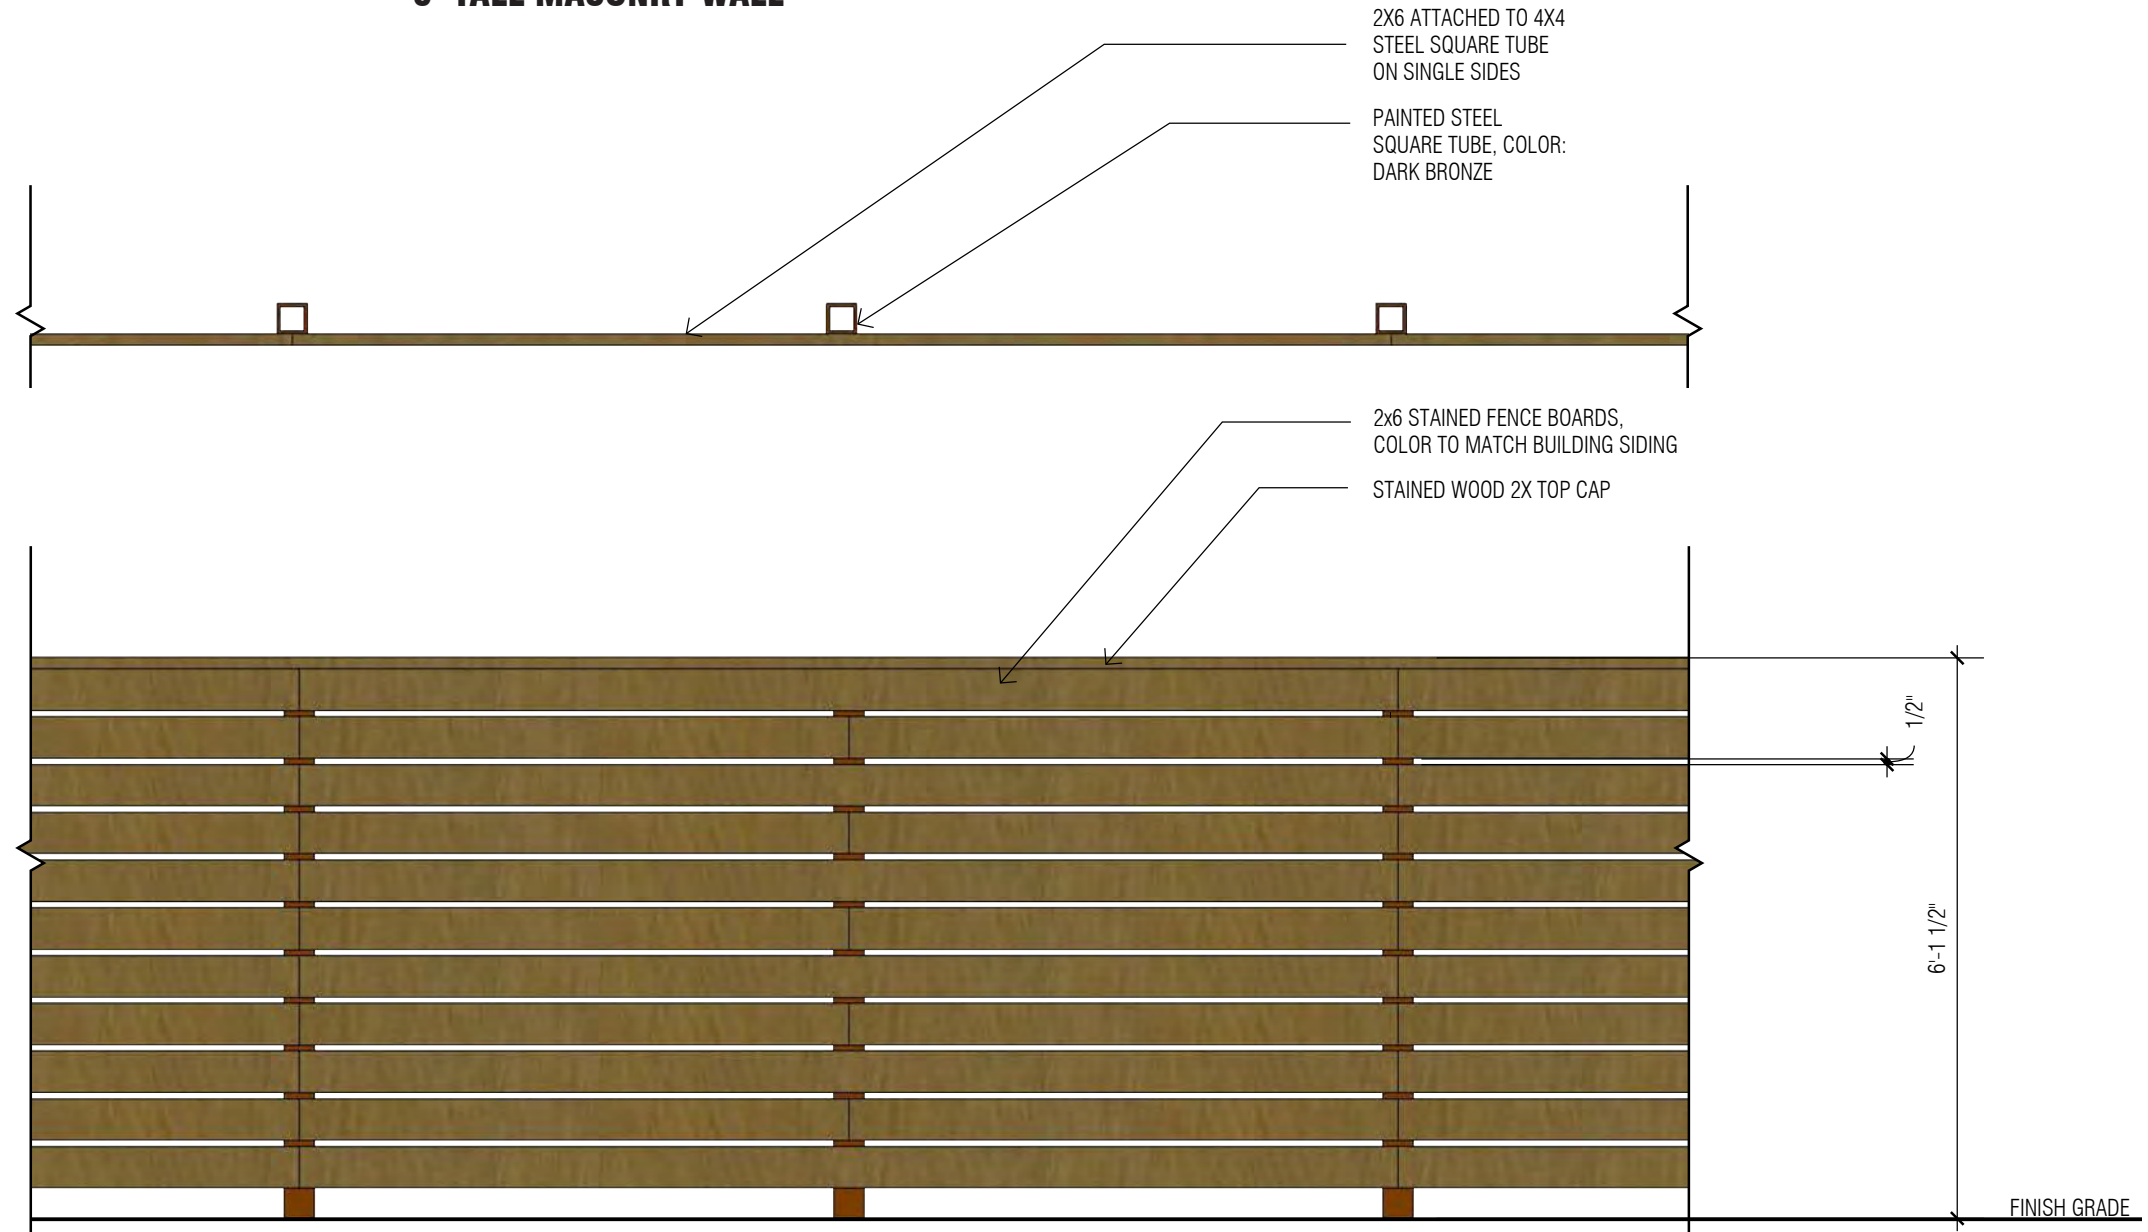 TALL MASONRY WALL
2X6 ATTACHED TO 4X4
STEEL SQUARE TUBE
ON SINGLE SIDES
PAINTED STEEL
SQUARE TUBE, COLOR:
DARK BRONZE
2x6 STAINED FENCE BOARDS,
COLOR TO MATCH BUILDING SIDING
STAINED WOOD 2X TOP CAP
1/2"
6'-1 1/2"
FINISH GRADE